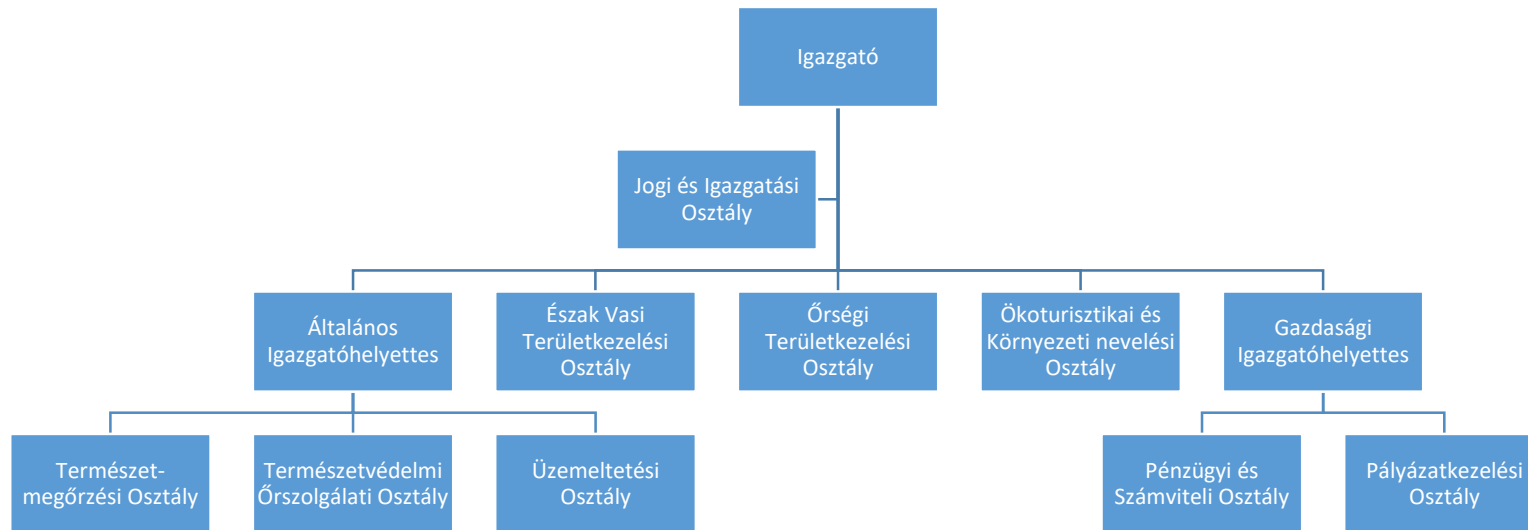 Igazgató
Jogi és Igazgatási
Osztály
Általános
Igazgatóhelyettes
Észak Vasi
Területkezelési
Osztály
Őrségi
Területkezelési
Osztály
Ökoturisztikai és
Környezeti nevelési
Osztály
Gazdasági
Igazgatóhelyettes
Természet-
megőrzési Osztály
Természetvédelmi
Őrszolgálati Osztály
Üzemeltetési
Osztály
Pénzügyi és
Számviteli Osztály
Pályázatkezelési
Osztály